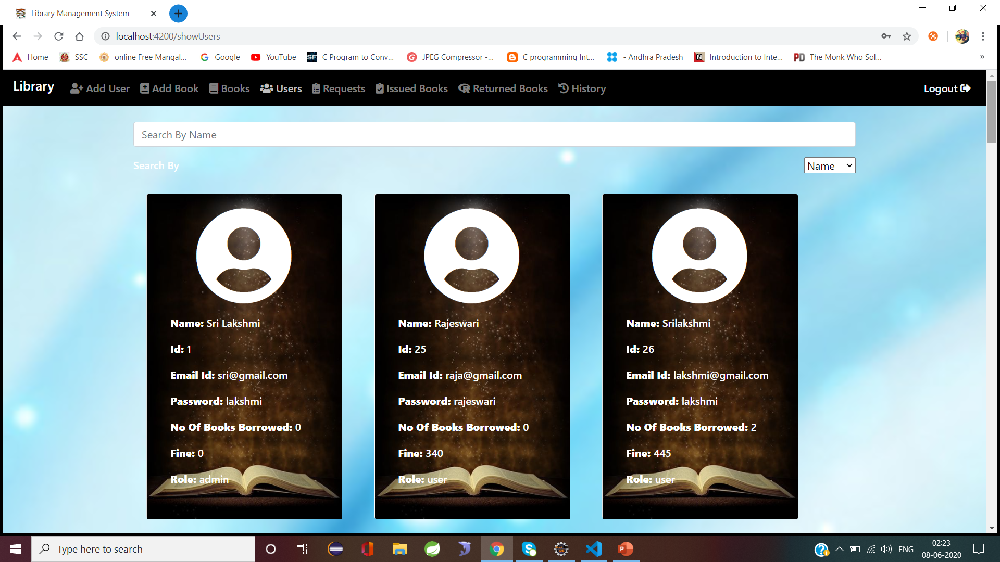 Library Management System
localhost:4200/showUsers
Home SSC online Free Mangal... Google YouTube SF C Program to Conv... JPEG Compressor -... C programming Int... - Andhra Pradesh N Introduction to Inte... PD The Monk Who Sol... »
Library Add User Add Book Books Users Requests Issued Books Returned Books History Logout
Search By Name
Search By Name
Name: Sri Lakshmi
Id: 1
Email Id: sri@gmail.com
Password: lakshmi
No Of Books Borrowed: 0
Fine: 0
Role: admin
Name: Rajeswari
Id: 25
Email Id: raja@gmail.com
Password: rajeswari
No Of Books Borrowed: 0
Fine: 340
Role: user
Name: Srilakshmi
Id: 26
Email Id: lakshmi@gmail.com
Password: lakshmi
No Of Books Borrowed: 2
Fine: 445
Role: user
Type here to search
ENG
02:23
08-06-2020